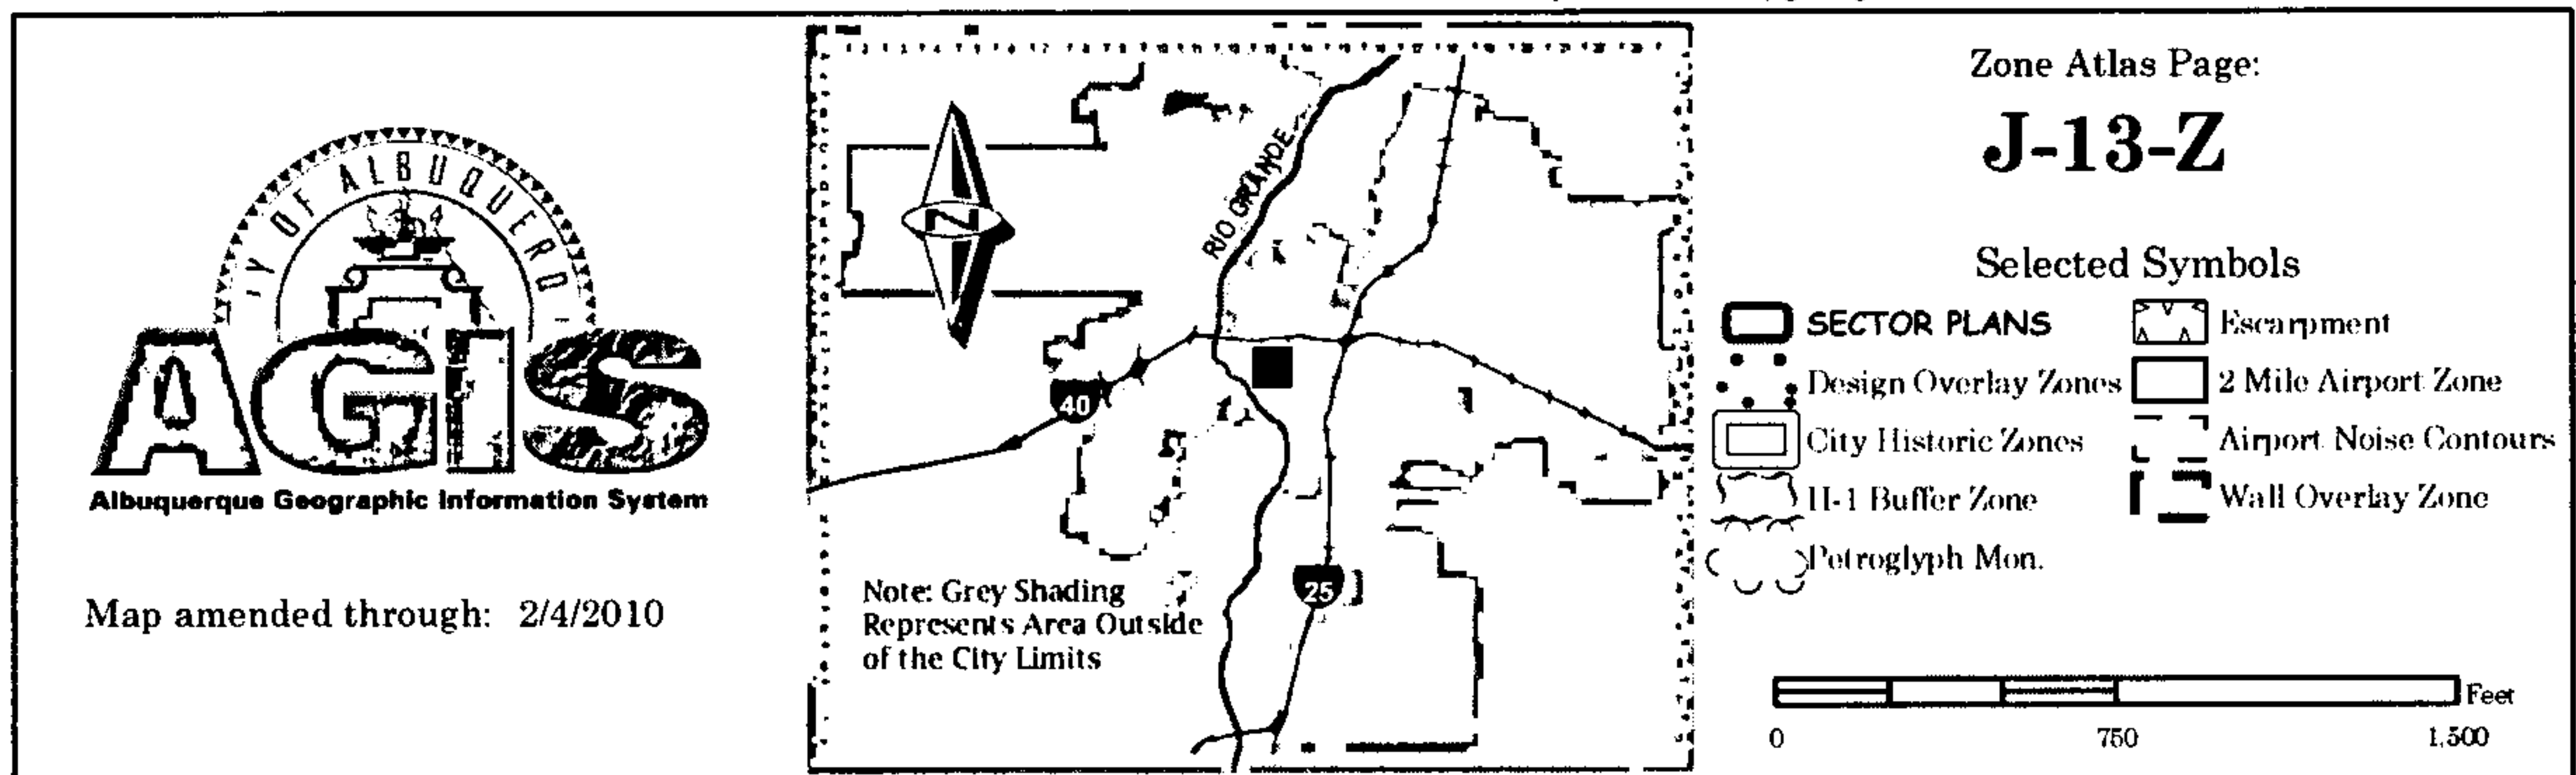 TY OF ALBUQUERQ
AGIS
Albuquerque Geographic Information System
Map amended through: 2/4/2010
RIO GRANDE
N
40
25
Note: Grey Shading
Represents Area Outside
of the City Limits
Zone Atlas Page:
J-13-Z
Selected Symbols
SECTOR PLANS
Escarpment
Design Overlay Zones
2 Mile Airport Zone
City Historic Zones
Airport Noise Contours
H-1 Buffer Zone
Wall Overlay Zone
Petroglyph Mon.
Feet
0 750 1,500